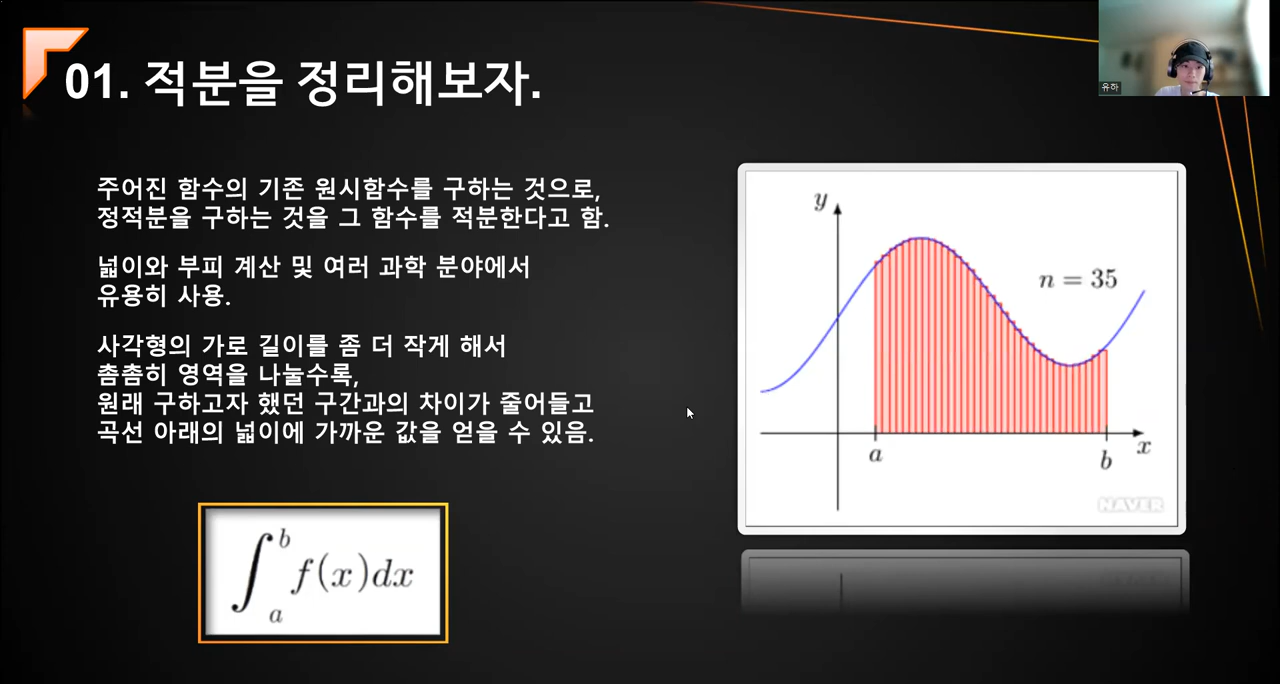 01. 적분을 정리해보자.
유하
주어진 함수의 기존 원시함수를 구하는 것으로,
정적분을 구하는 것을 그 함수를 적분한다고 함.
넓이와 부피 계산 및 여러 과학 분야에서
유용히 사용.
사각형의 가로 길이를 좀 더 작게 해서
촘촘히 영역을 나눌수록,
원래 구하고자 했던 구간과의 차이가 줄어들고
곡선 아래의 넓이에 가까운 값을 얻을 수 있음.
∫_a^b f(x)dx
y
n = 35
a
b
x
NAVER